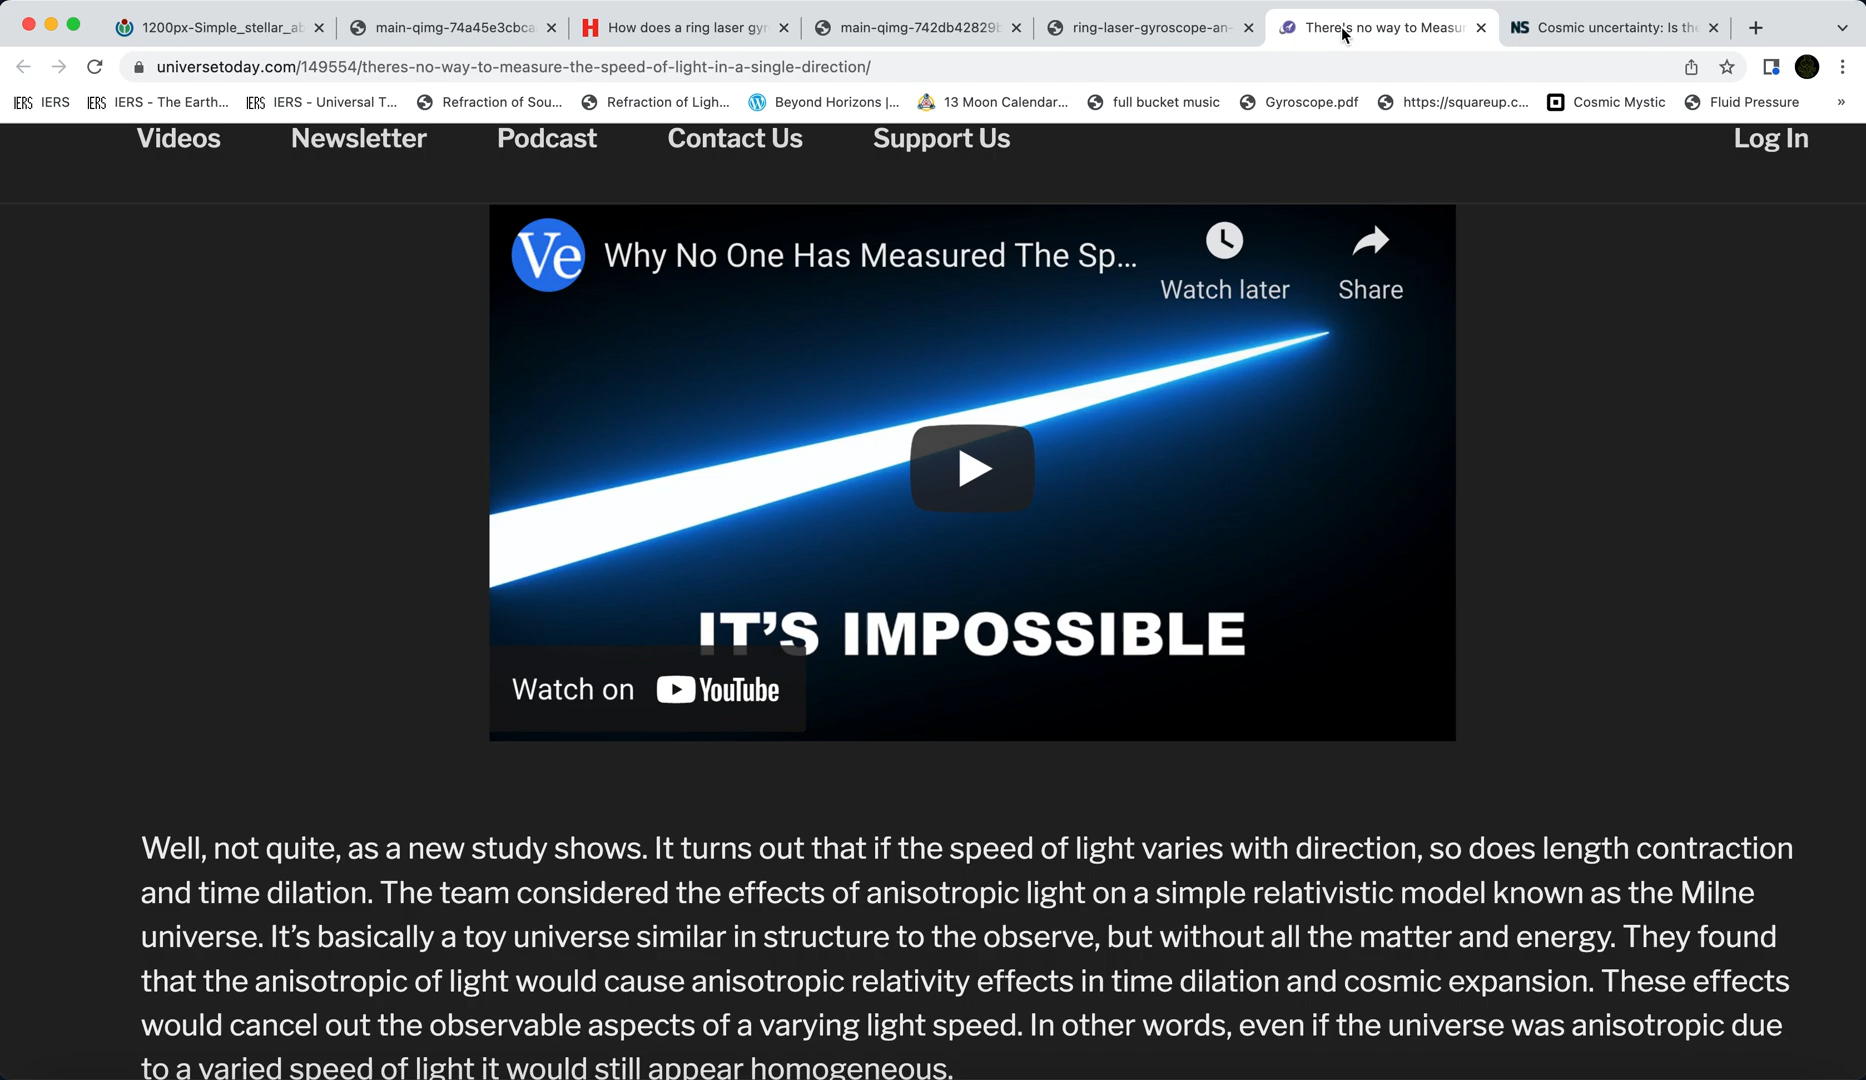 1200px-Simple_stellar_ab
main-qimg-74a45e3cbca
How does a ring laser gyr
main-qimg-742db42829b
ring-laser-gyroscope-an-
There's no way to Measur
NS Cosmic uncertainty: Is the
universetoday.com/149554/theres-no-way-to-measure-the-speed-of-light-in-a-single-direction/
IERS IERS
IERS IERS - The Earth...
IERS IERS - Universal T...
Refraction of Sou...
Refraction of Ligh...
Beyond Horizons |...
13 Moon Calendar...
full bucket music
Gyroscope.pdf
https://squareup.c...
Cosmic Mystic
Fluid Pressure
»
Videos Newsletter Podcast Contact Us Support Us Log In
Ve Why No One Has Measured The Sp...
Watch later Share
IT'S IMPOSSIBLE
Watch on YouTube
Well, not quite, as a new study shows. It turns out that if the speed of light varies with direction, so does length contraction
and time dilation. The team considered the effects of anisotropic light on a simple relativistic model known as the Milne
universe. It's basically a toy universe similar in structure to the observe, but without all the matter and energy. They found
that the anisotropic of light would cause anisotropic relativity effects in time dilation and cosmic expansion. These effects
would cancel out the observable aspects of a varying light speed. In other words, even if the universe was anisotropic due
to a varied speed of light it would still appear homogeneous.